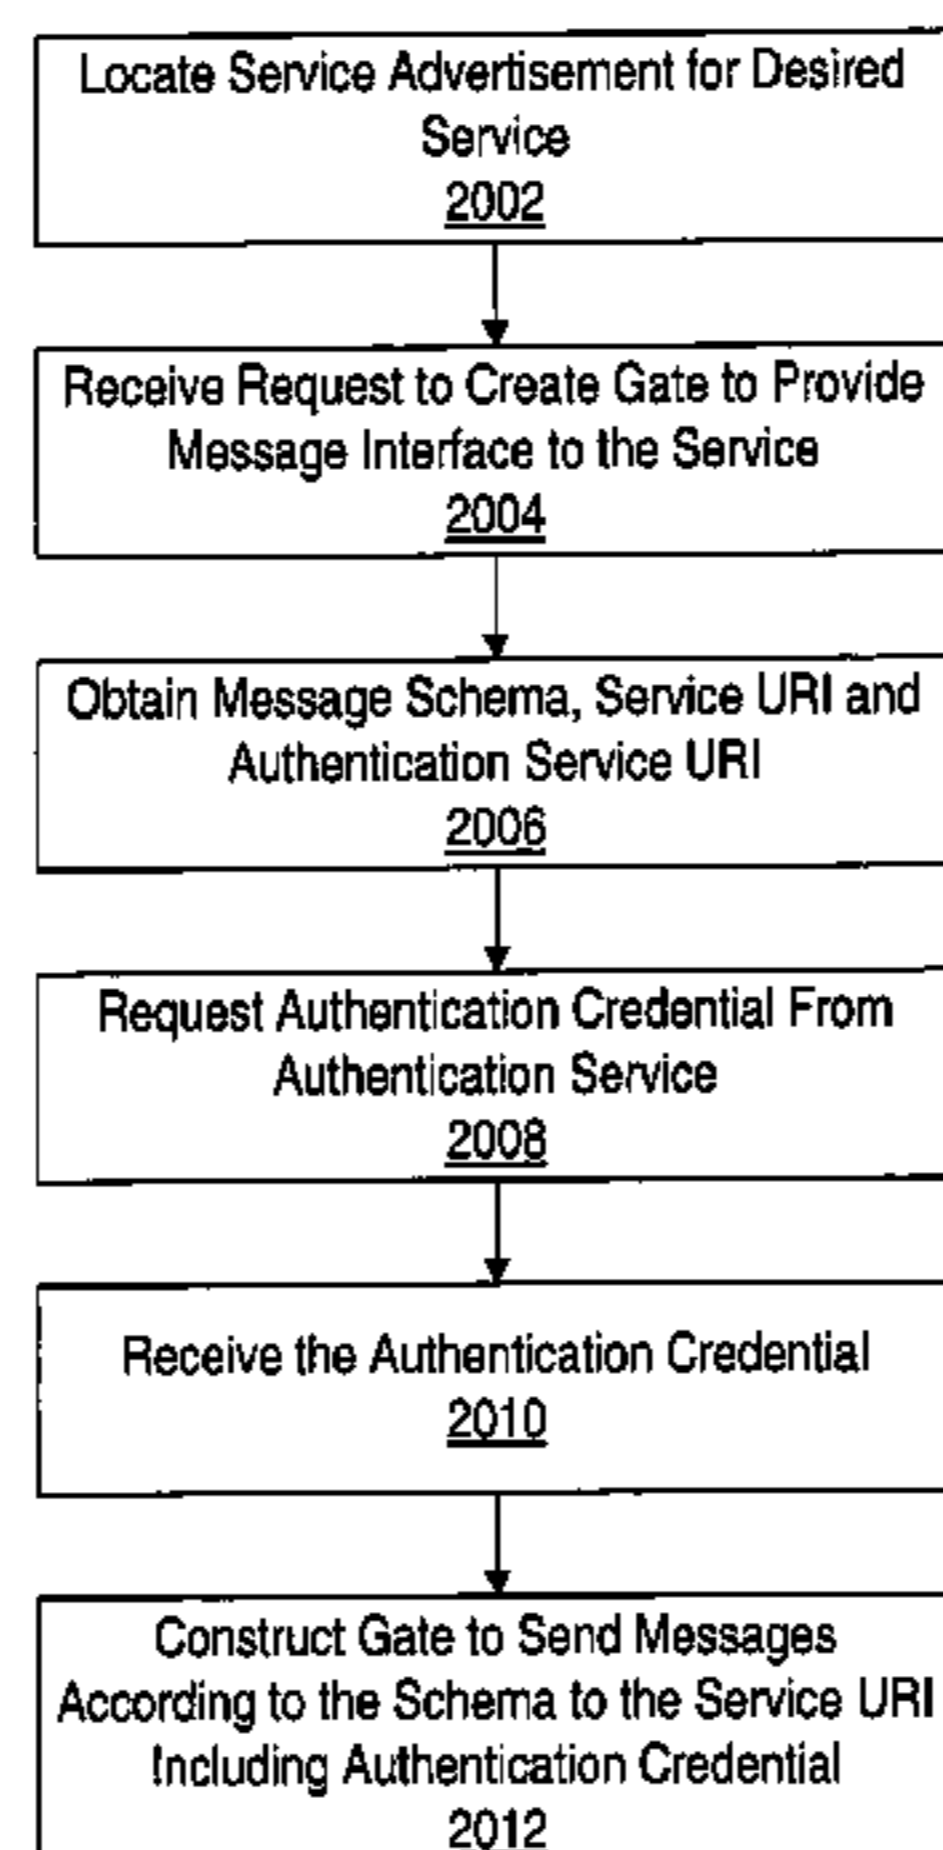 Locate Service Advertisement for Desired
Service
2002
Receive Request to Create Gate to Provide
Message Interface to the Service
2004
Obtain Message Schema, Service URI and
Authentication Service URI
2006
Request Authentication Credential From
Authentication Service
2008
Receive the Authentication Credential
2010
Construct Gate to Send Messages
According to the Schema to the Service URI
Including Authentication Credential
2012